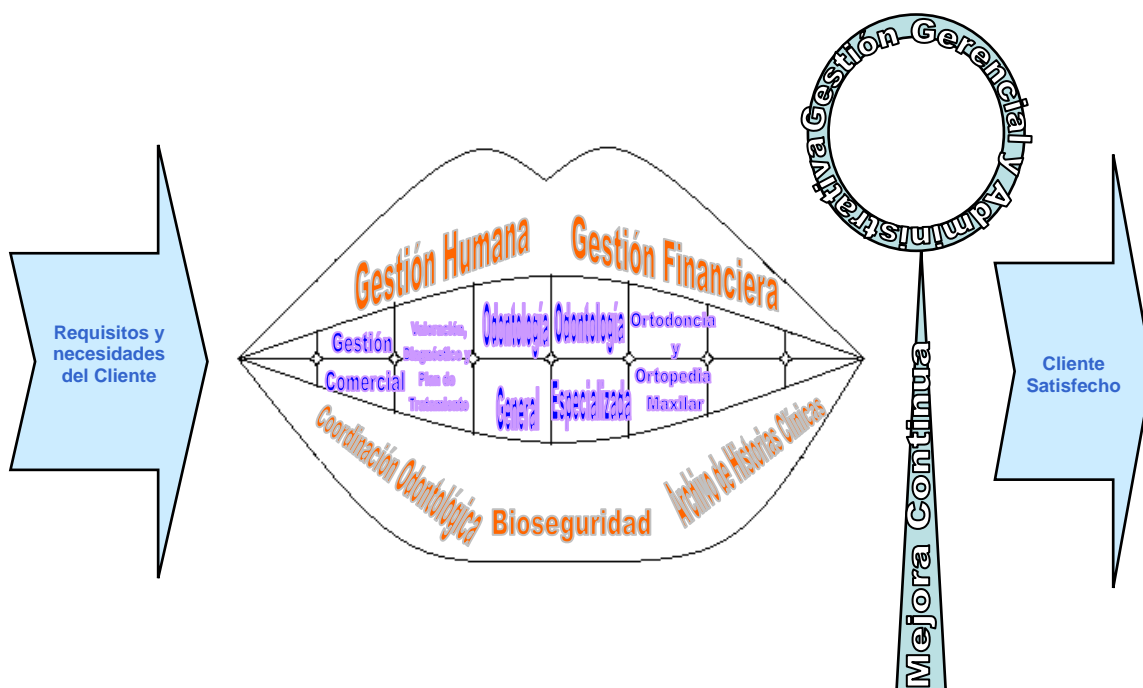 Requisitos y
necesidades
del Cliente
Gestión Humana
Gestión Financiera
Gestión
Comercial
Valoración,
Diagnóstico y
Plan de
Tratamiento
Odontología
General
Odontología
Especializada
Ortodoncia
y
Ortopedia
Maxilar
Coordinación Odontológica
Bioseguridad
Archivo de Historias Clínicas
Gestión Gerencial y Administrativa
Mejora Continua
Cliente
Satisfecho